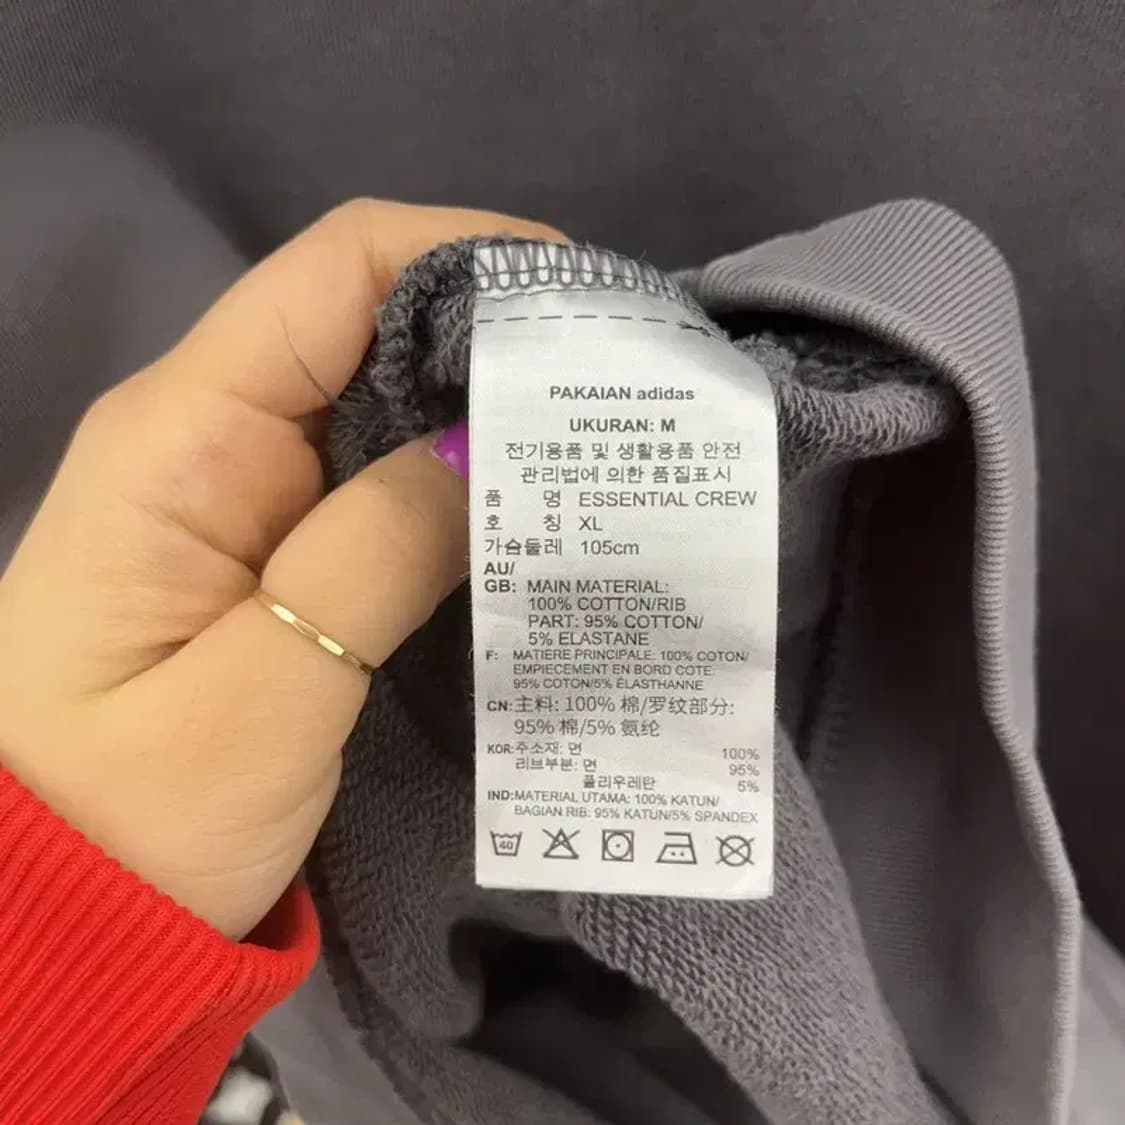 PAKAIAN adidas
UKURAN: M
전기용품 및 생활용품 안전
관리법에 의한 품질표시
품 명 ESSENTIAL CREW
호 칭 XL
가슴둘레 105cm
AU/
GB: MAIN MATERIAL:
100% COTTON/RIB
PART: 95% COTTON/
5% ELASTANE
F: MATIERE PRINCIPALE: 100% COTON/
EMPIECEMENT EN BORD COTE:
95% COTON/5% ÉLASTHANNE
CN: 主料: 100% 棉/罗纹部分:
95% 棉/5% 氨纶
KOR: 주소재: 면 100%
리브부분: 면 95%
폴리우레탄 5%
IND: MATERIAL UTAMA: 100% KATUN/
BAGIAN RIB: 95% KATUN/5% SPANDEX
40